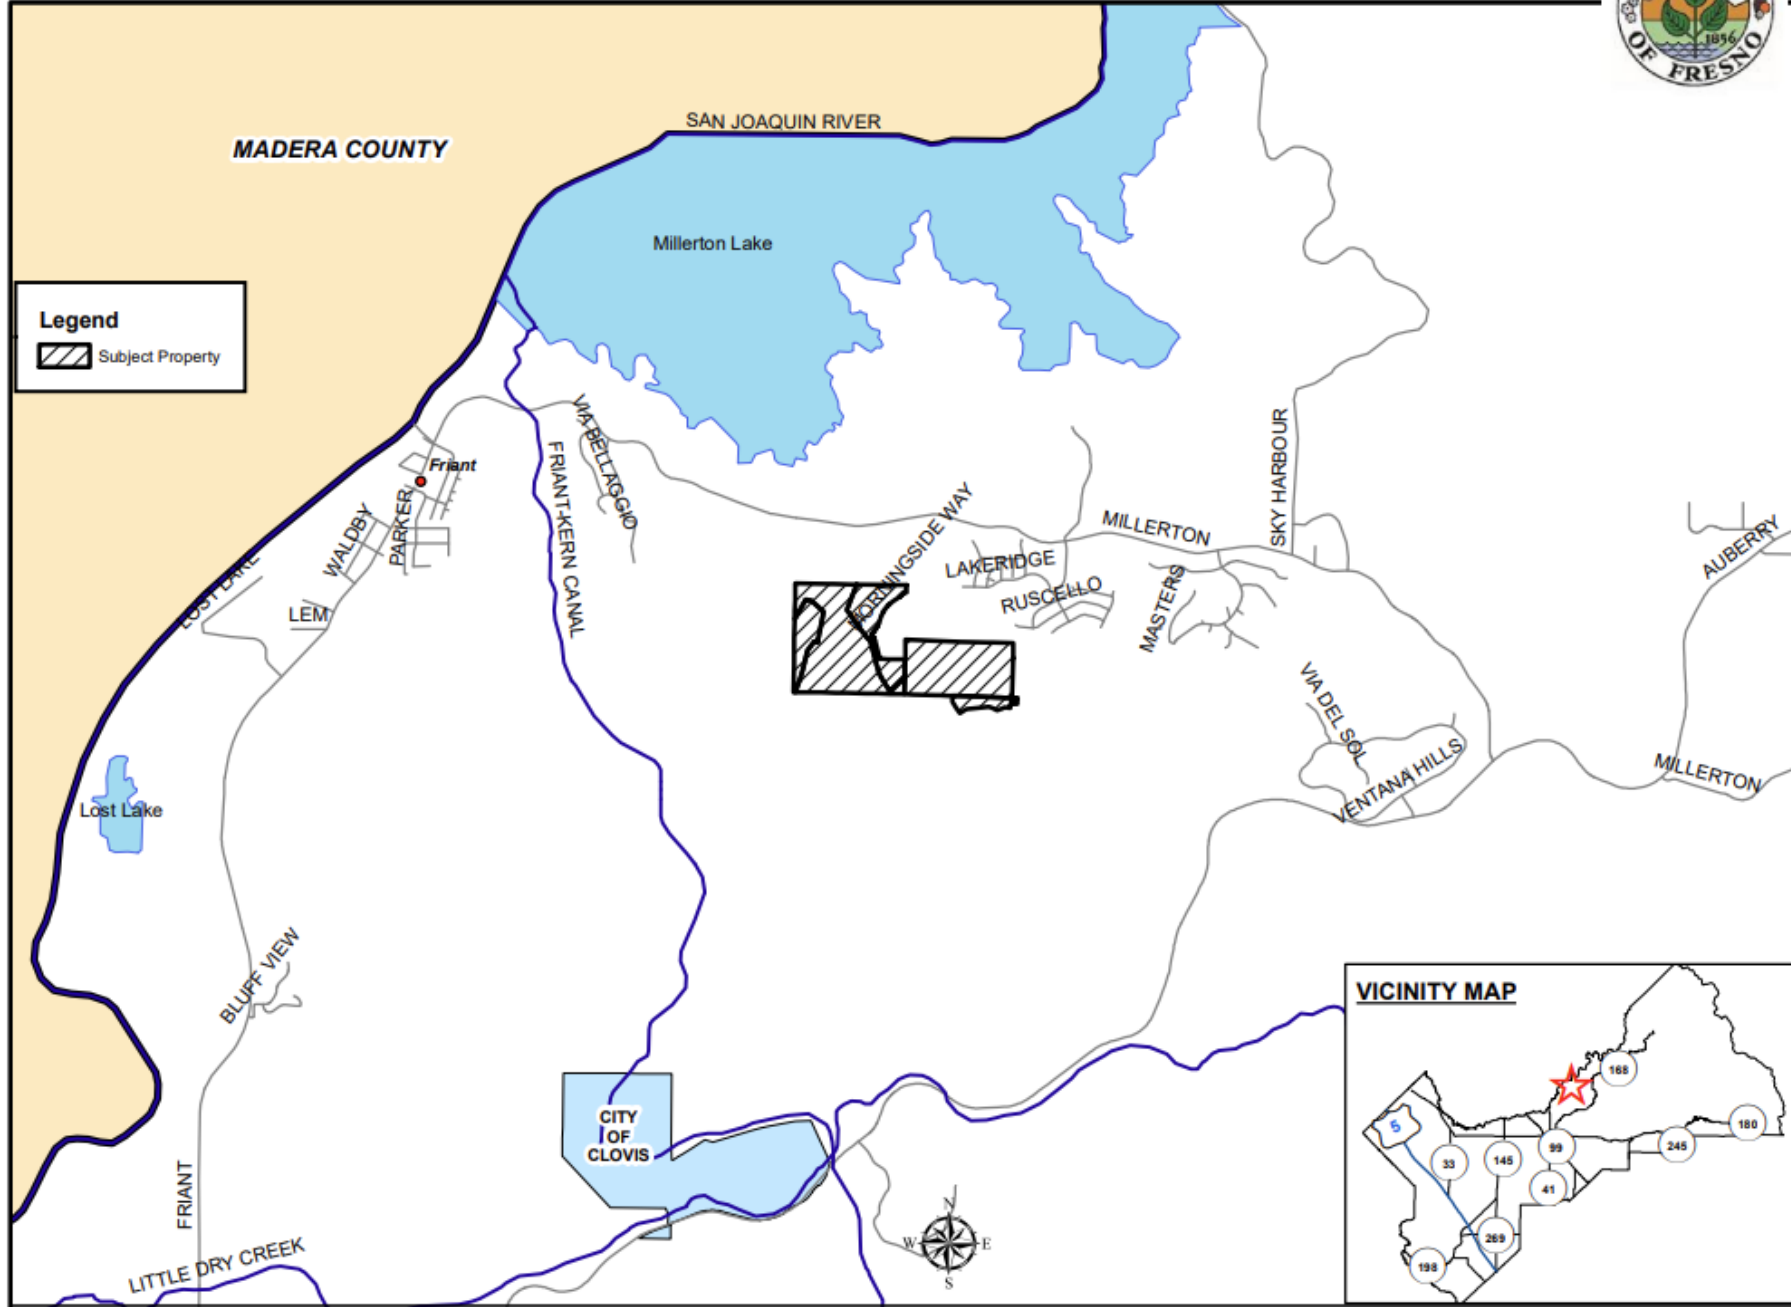 1856
OF FRESNO
SAN JOAQUIN RIVER
MADERA COUNTY
Millerton Lake
Legend
Subject Property
VIA BELLAGGIO
SKY HARBOUR
Friant
FRIANT-KERN CANAL
MORNINGSIDE WAY
MILLERTON
WALDBY
PARKER
AUBERRY
LAKERIDGE
LOST LAKE
RUSCELLO
MASTERS
LEM
VIA DEL SOL
VENTANA HILLS
MILLERTON
Lost Lake
BLUFF VIEW
VICINITY MAP
168
5
180
33
145
99
245
41
269
198
CITY
OF
CLOVIS
FRIANT
N
W
E
S
LITTLE DRY CREEK